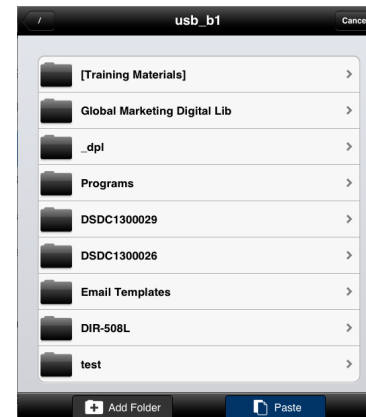 /
usb_b1
Cance
[Training Materials]
Global Marketing Digital Lib
_dpl
Programs
DSDC1300029
DSDC1300026
Email Templates
DIR-508L
test
Add Folder
Paste